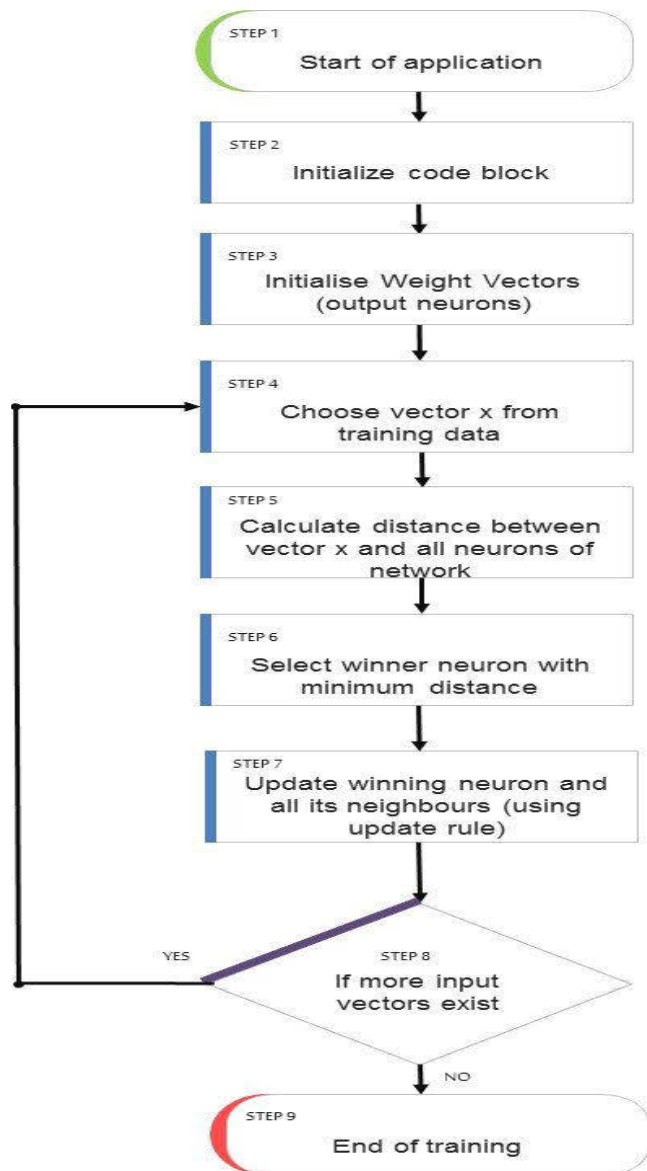 STEP 1
Start of application
STEP 2
Initialize code block
STEP 3
Initialise Weight Vectors
(output neurons)
STEP 4
Choose vector x from
training data
STEP 5
Calculate distance between
vector x and all neurons of
network
STEP 6
Select winner neuron with
minimum distance
STEP 7
Update winning neuron and
all its neighbours (using
update rule)
YES
STEP 8
If more input
vectors exist
NO
STEP 9
End of training